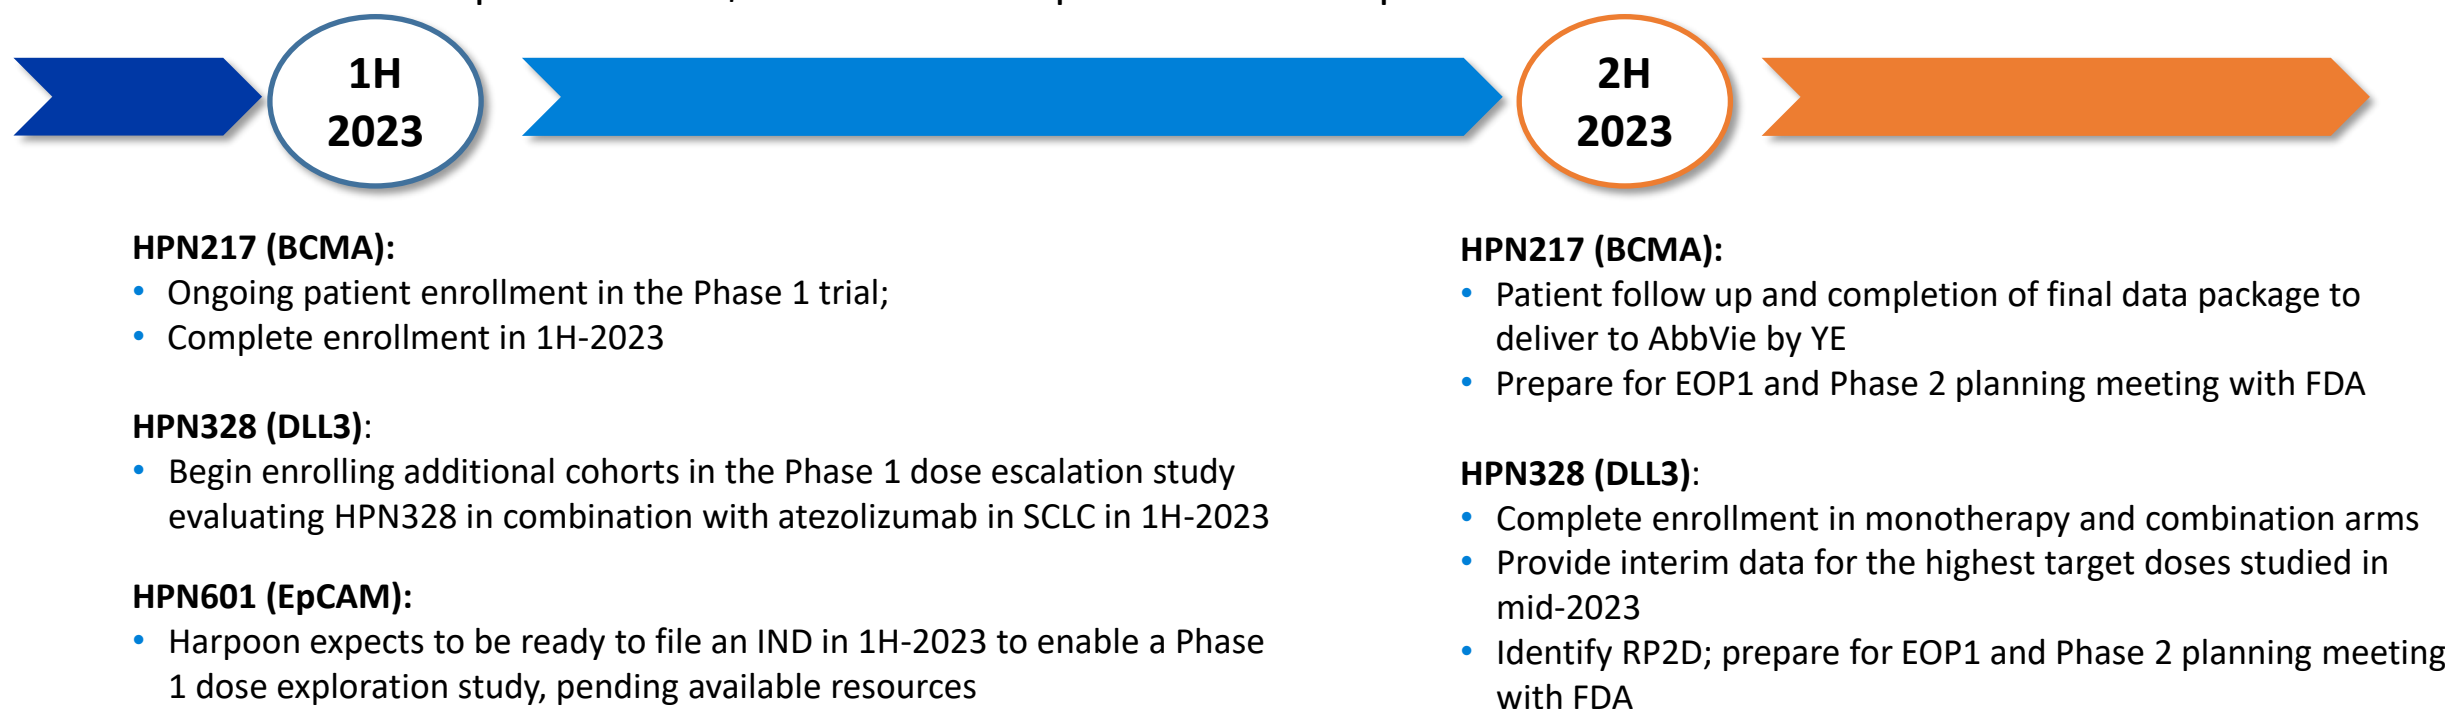 1H
2023
2H
2023
HPN217 (BCMA):
• Ongoing patient enrollment in the Phase 1 trial;
• Complete enrollment in 1H-2023
HPN328 (DLL3):
• Begin enrolling additional cohorts in the Phase 1 dose escalation study
evaluating HPN328 in combination with atezolizumab in SCLC in 1H-2023
HPN601 (EpCAM):
• Harpoon expects to be ready to file an IND in 1H-2023 to enable a Phase
1 dose exploration study, pending available resources
HPN217 (BCMA):
• Patient follow up and completion of final data package to
deliver to AbbVie by YE
• Prepare for EOP1 and Phase 2 planning meeting with FDA
HPN328 (DLL3):
• Complete enrollment in monotherapy and combination arms
• Provide interim data for the highest target doses studied in
mid-2023
• Identify RP2D; prepare for EOP1 and Phase 2 planning meeting
with FDA